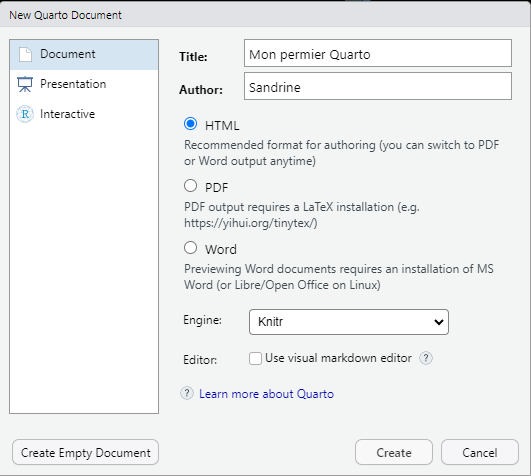 New Quarto Document
Document
Presentation
Interactive
Title: Mon permier Quarto
Author: Sandrine
HTML
Recommended format for authoring (you can switch to PDF
or Word output anytime)
PDF
PDF output requires a LaTeX installation (e.g.
https://yihui.org/tinytex/)
Word
Previewing Word documents requires an installation of MS
Word (or Libre/Open Office on Linux)
Engine: Knitr
Editor: Use visual markdown editor ?
? Learn more about Quarto
Create Empty Document
Create
Cancel